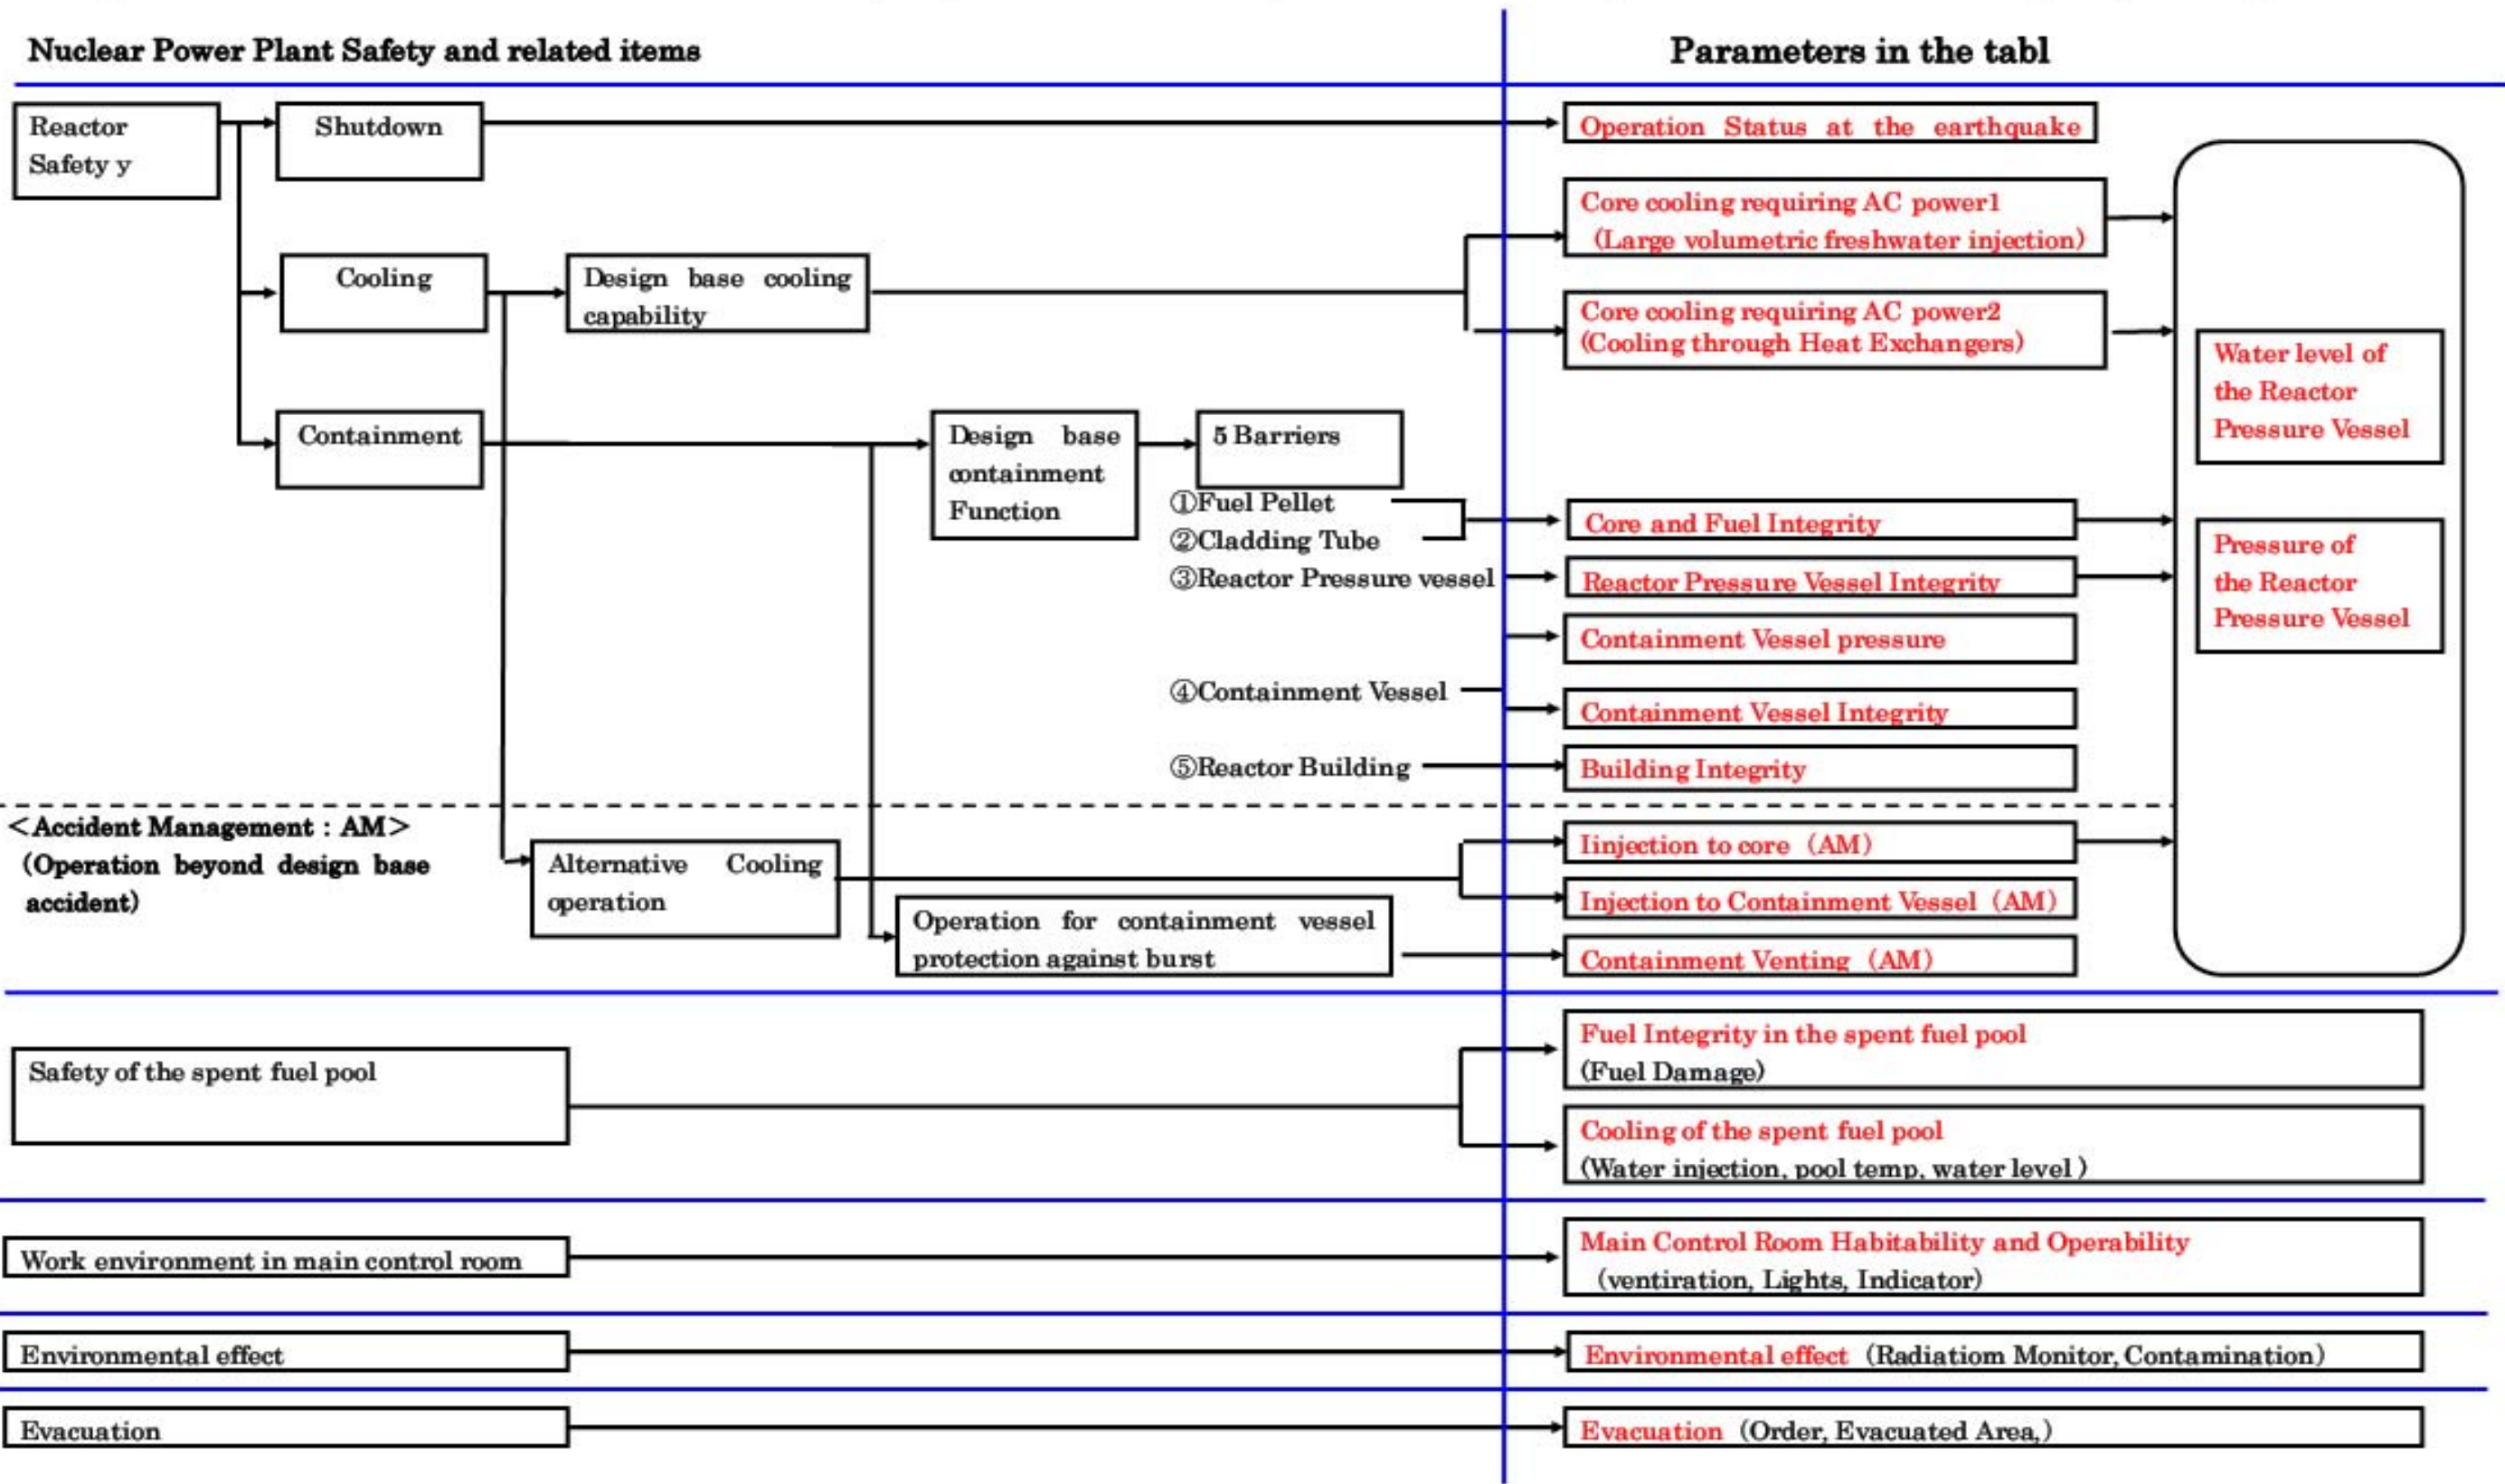 Nuclear Power Plant Safety and related items
Parameters in the tabl
Reactor
Safety y
Shutdown
Operation Status at the earthquake
Core cooling requiring AC power1
(Large volumetric freshwater injection)
Cooling
Design base cooling
capability
Core cooling requiring AC power2
(Cooling through Heat Exchangers)
Water level of
the Reactor
Pressure Vessel
Containment
Design base
containment
Function
5 Barriers
①Fuel Pellet
②Cladding Tube
③Reactor Pressure vessel
④Containment Vessel
⑤Reactor Building
Core and Fuel Integrity
Reactor Pressure Vessel Integrity
Containment Vessel pressure
Containment Vessel Integrity
Building Integrity
Pressure of
the Reactor
Pressure Vessel
<Accident Management : AM>
(Operation beyond design base
accident)
Alternative Cooling
operation
Operation for containment vessel
protection against burst
Iinjection to core (AM)
Injection to Containment Vessel (AM)
Containment Venting (AM)
Safety of the spent fuel pool
Fuel Integrity in the spent fuel pool
(Fuel Damage)
Cooling of the spent fuel pool
(Water injection, pool temp, water level )
Work environment in main control room
Main Control Room Habitability and Operability
(ventiration, Lights, Indicator)
Environmental effect
Environmental effect (Radiatiom Monitor, Contamination)
Evacuation
Evacuation (Order, Evacuated Area,)